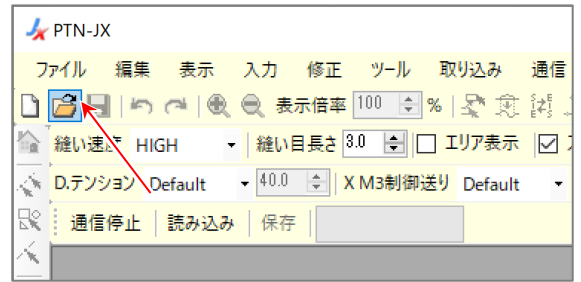 PTN-JX
ファイル 編集 表示 入力 修正 ツール 取り込み 通信
表示倍率 100 %
縫い速度 HIGH 縫い目長さ 3.0 エリア表示
D.テンション Default 40.0 X M3制御送り Default
通信停止 読み込み 保存